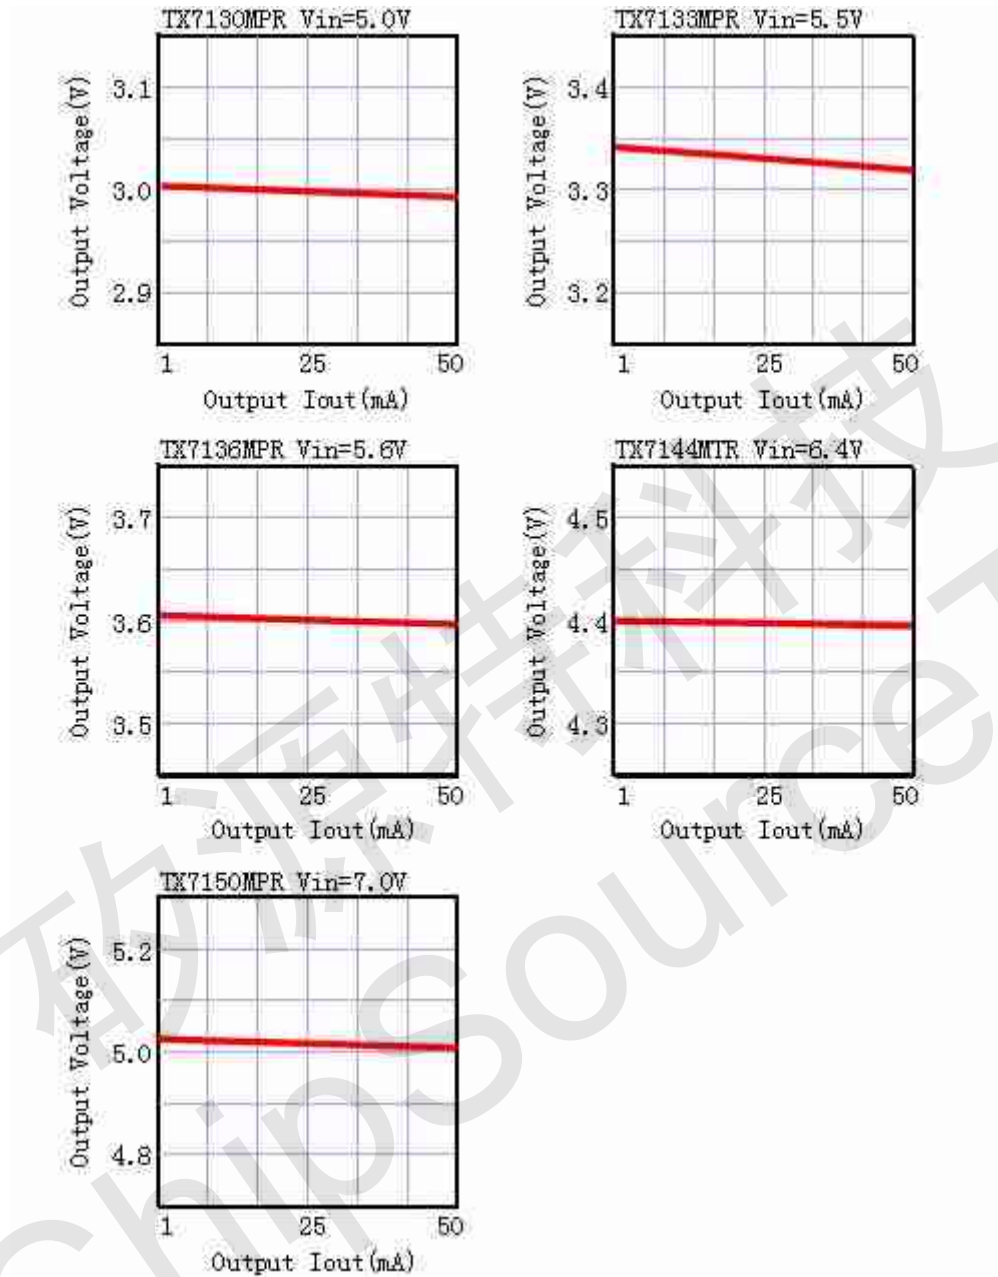 TX7130MPR Vin=5.0V
Output Voltage(V)
3.1
3.0
2.9
1 25 50
Output Iout(mA)
TX7133MPR Vin=5.5V
Output Voltage(V)
3.4
3.3
3.2
1 25 50
Output Iout(mA)
TX7136MPR Vin=5.6V
Output Voltage(V)
3.7
3.6
3.5
1 25 50
Output Iout(mA)
TX7144MTR Vin=6.4V
Output Voltage(V)
4.5
4.4
4.3
1 25 50
Output Iout(mA)
TX7150MPR Vin=7.0V
Output Voltage(V)
5.2
5.0
4.8
1 25 50
Output Iout(mA)
源特科技
ChipSource